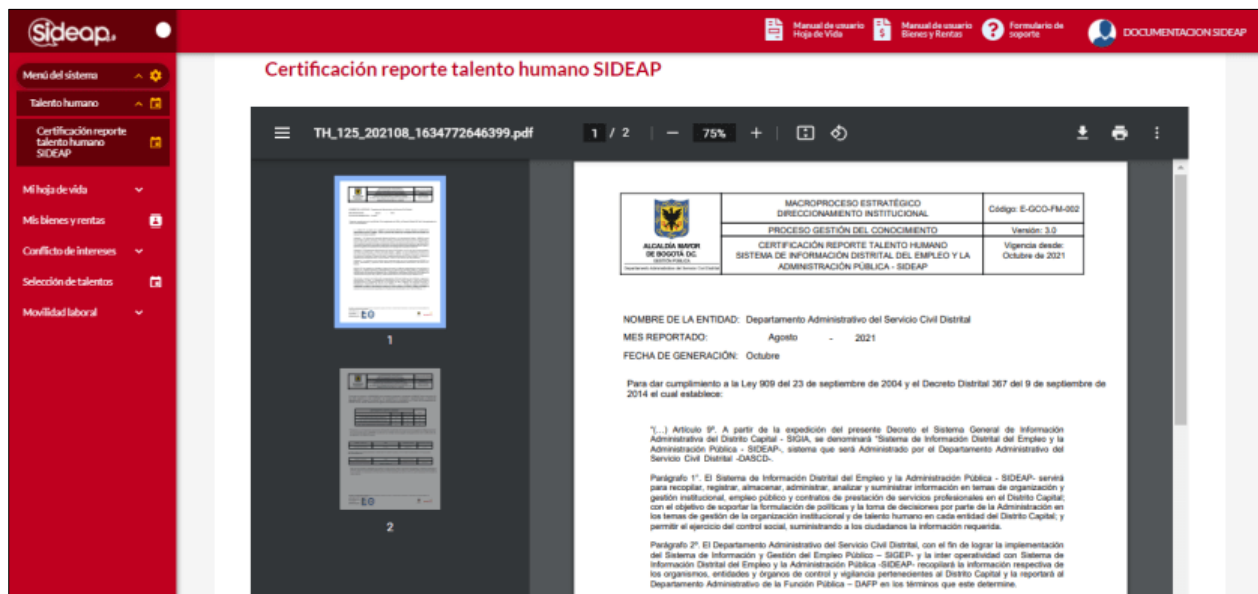 Sideap.
Manual de usuario
Hoja de Vida
Manual de usuario
Bienes y Rentas
Formulario de
soporte
DOCUMENTACION SIDEAP
Menú del sistema
Talento humano
Certificación reporte
talento humano
SIDEAP
Mi hoja de vida
Mis bienes y rentas
Conflicto de intereses
Selección de talentos
Movilidad laboral
Certificación reporte talento humano SIDEAP
TH_125_202108_1634772646399.pdf
1 / 2
75%
1
2
ALCALDÍA MAYOR
DE BOGOTÁ D.C.
MACROPROCESO ESTRATÉGICO
DIRECCIONAMIENTO INSTITUCIONAL
Código: E-GCO-FM-002
PROCESO GESTIÓN DEL CONOCIMIENTO
Versión: 3.0
CERTIFICACIÓN REPORTE TALENTO HUMANO
SISTEMA DE INFORMACIÓN DISTRITAL DEL EMPLEO Y LA
ADMINISTRACIÓN PÚBLICA - SIDEAP
Vigencia desde:
Octubre de 2021
NOMBRE DE LA ENTIDAD: Departamento Administrativo del Servicio Civil Distrital
MES REPORTADO: Agosto - 2021
FECHA DE GENERACIÓN: Octubre
Para dar cumplimiento a la Ley 909 del 23 de septiembre de 2004 y el Decreto Distrital 367 del 9 de septiembre de
2014 el cual establece:
"(...) Artículo 9º. A partir de la expedición del presente Decreto el Sistema General de Información
Administrativa del Distrito Capital - SIGIA, se denominará "Sistema de Información Distrital del Empleo y la
Administración Pública - SIDEAP-, sistema que será Administrado por el Departamento Administrativo del
Servicio Civil Distrital -DASCD-.
Parágrafo 1°. El Sistema de Información Distrital del Empleo y la Administración Pública - SIDEAP- servirá
para recopilar, registrar, almacenar, administrar, analizar y suministrar información en temas de organización y
gestión institucional, empleo público y contratos de prestación de servicios profesionales en el Distrito Capital;
con el objetivo de soportar la formulación de políticas y la toma de decisiones por parte de la Administración en
los temas de gestión de la organización institucional y de talento humano en cada entidad del Distrito Capital; y
permitir el ejercicio del control social, suministrando a los ciudadanos la información requerida.
Parágrafo 2º. El Departamento Administrativo del Servicio Civil Distrital, con el fin de lograr la implementación
del Sistema de Información y Gestión del Empleo Público – SIGEP- y la inter operatividad con Sistema de
Información Distrital del Empleo y la Administración Pública -SIDEAP- recopilará la información respectiva de
los organismos, entidades y órganos de control y vigilancia pertenecientes al Distrito Capital y la reportará al
Departamento Administrativo de la Función Pública – DAFP en los términos que este determine.